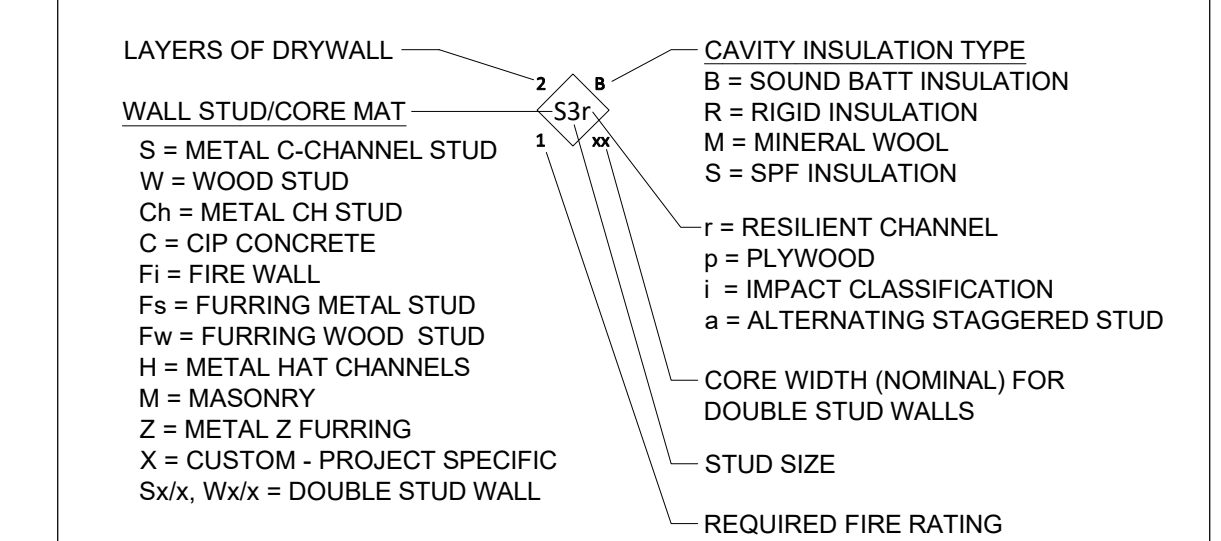 LAYERS OF DRYWALL
2
B
S3r
1
xx
WALL STUD/CORE MAT
S = METAL C-CHANNEL STUD
W = WOOD STUD
Ch = METAL CH STUD
C = CIP CONCRETE
Fi = FIRE WALL
Fs = FURRING METAL STUD
Fw = FURRING WOOD STUD
H = METAL HAT CHANNELS
M = MASONRY
Z = METAL Z FURRING
X = CUSTOM - PROJECT SPECIFIC
Sx/x, Wx/x = DOUBLE STUD WALL
CAVITY INSULATION TYPE
B = SOUND BATT INSULATION
R = RIGID INSULATION
M = MINERAL WOOL
S = SPF INSULATION
r = RESILIENT CHANNEL
p = PLYWOOD
i = IMPACT CLASSIFICATION
a = ALTERNATING STAGGERED STUD
CORE WIDTH (NOMINAL) FOR
DOUBLE STUD WALLS
STUD SIZE
REQUIRED FIRE RATING